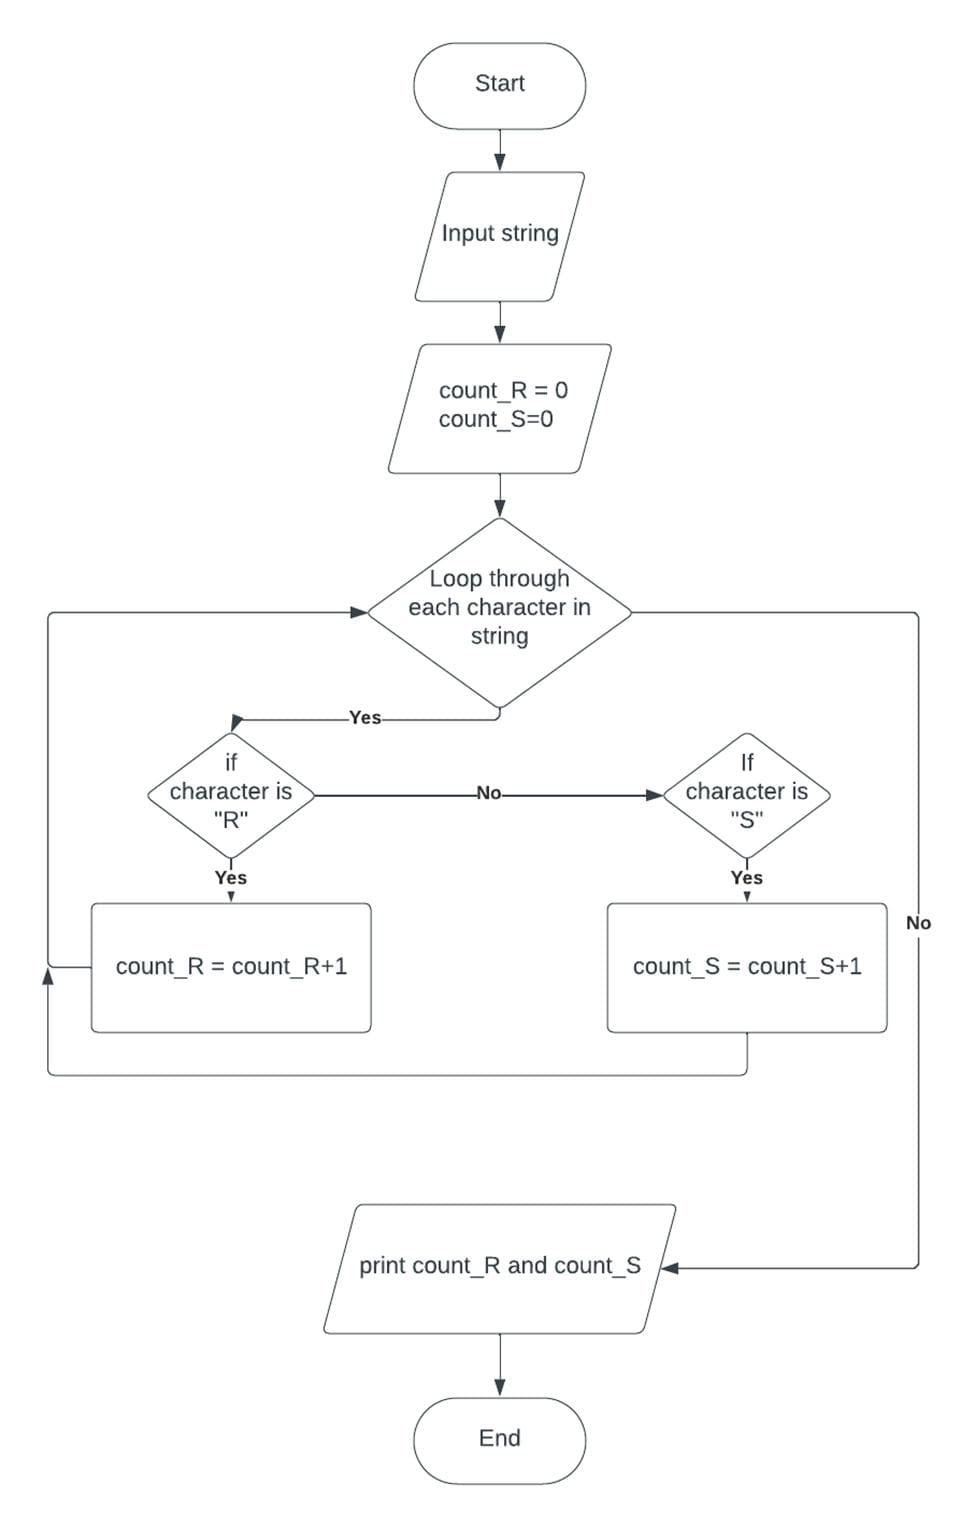 Start
Input string
count_R = 0
count_S=0
Loop through
each character in
string
Yes
if
character is
"R"
No
If
character is
"S"
Yes
Yes
No
count_R = count_R+1
count_S = count_S+1
print count_R and count_S
End